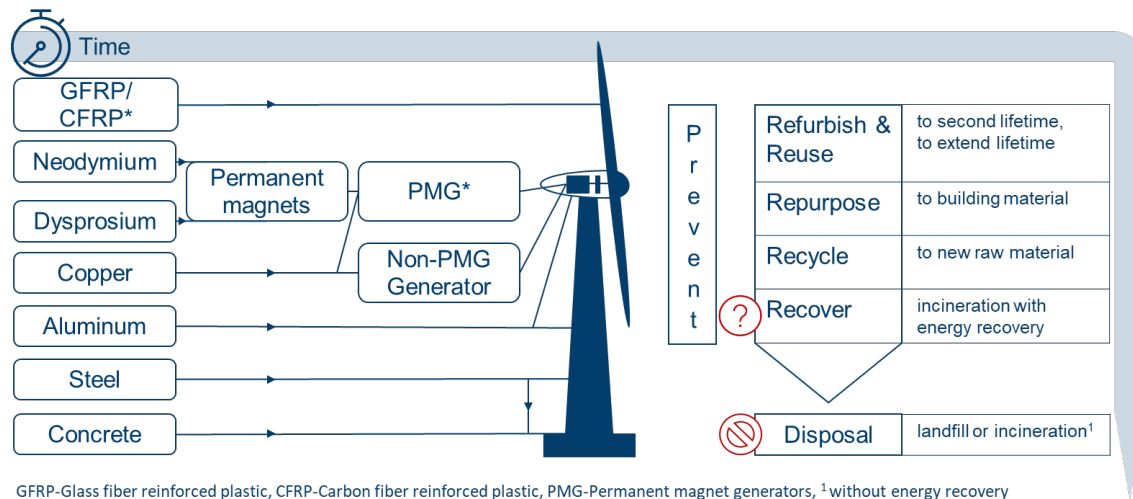 Time
GFRP/
CFRP*
Neodymium
Dysprosium
Copper
Aluminum
Steel
Concrete
Permanent
magnets
PMG*
Non-PMG
Generator
Prevent
Refurbish &
Reuse
to second lifetime,
to extend lifetime
Repurpose
to building material
Recycle
to new raw material
?
Recover
incineration with
energy recovery
Disposal
landfill or incineration¹
GFRP-Glass fiber reinforced plastic, CFRP-Carbon fiber reinforced plastic, PMG-Permanent magnet generators, ¹ without energy recovery